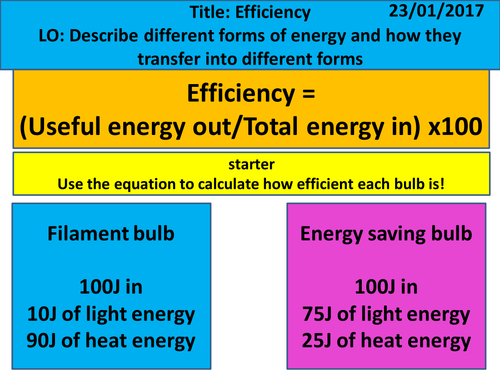 Title: Efficiency 23/01/2017
LO: Describe different forms of energy and how they
transfer into different forms
Efficiency =
(Useful energy out/Total energy in) x100
starter
Use the equation to calculate how efficient each bulb is!
Filament bulb
100J in
10J of light energy
90J of heat energy
Energy saving bulb
100J in
75J of light energy
25J of heat energy